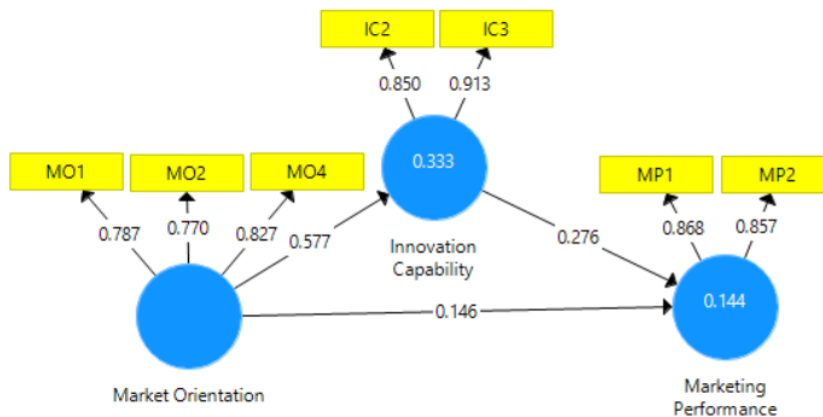 IC2 IC3
0.850 0.913
MO1 MO2 MO4
0.333
MP1 MP2
0.787 0.770 0.827 0.577
Innovation
Capability
0.276
0.868 0.857
0.146
0.144
Market Orientation
Marketing
Performance